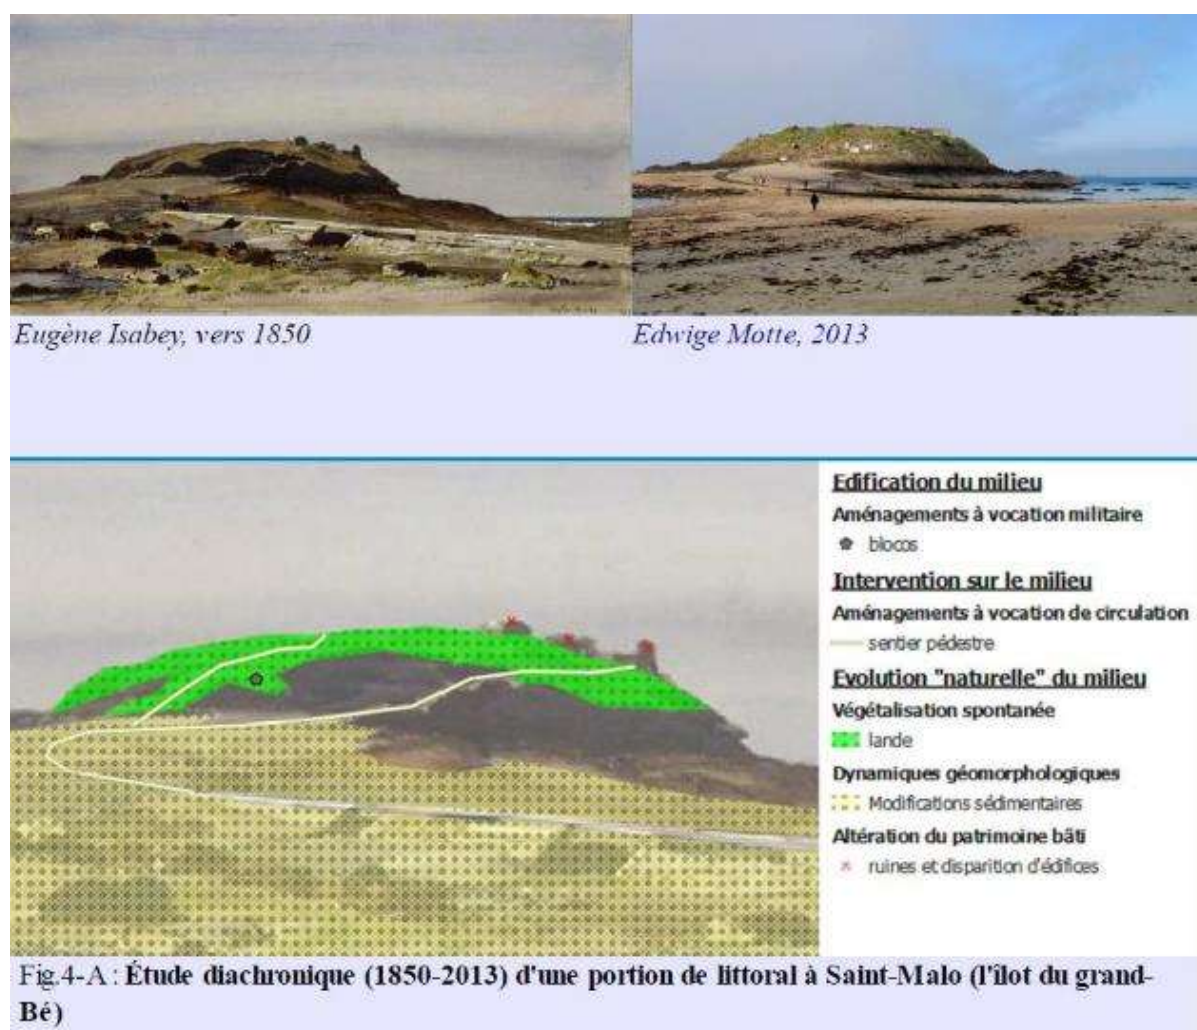 Eugène Isabey, vers 1850
Edwige Motte, 2013
Edification du milieu
Aménagements à vocation militaire
blocos
Intervention sur le milieu
Aménagements à vocation de circulation
sentier pédestre
Evolution "naturelle" du milieu
Végétalisation spontanée
lande
Dynamiques géomorphologiques
Modifications sédimentaires
Altération du patrimoine bâti
ruines et disparition d'édifices
Fig.4-A : Étude diachronique (1850-2013) d'une portion de littoral à Saint-Malo (l'îlot du grand-
Bé)